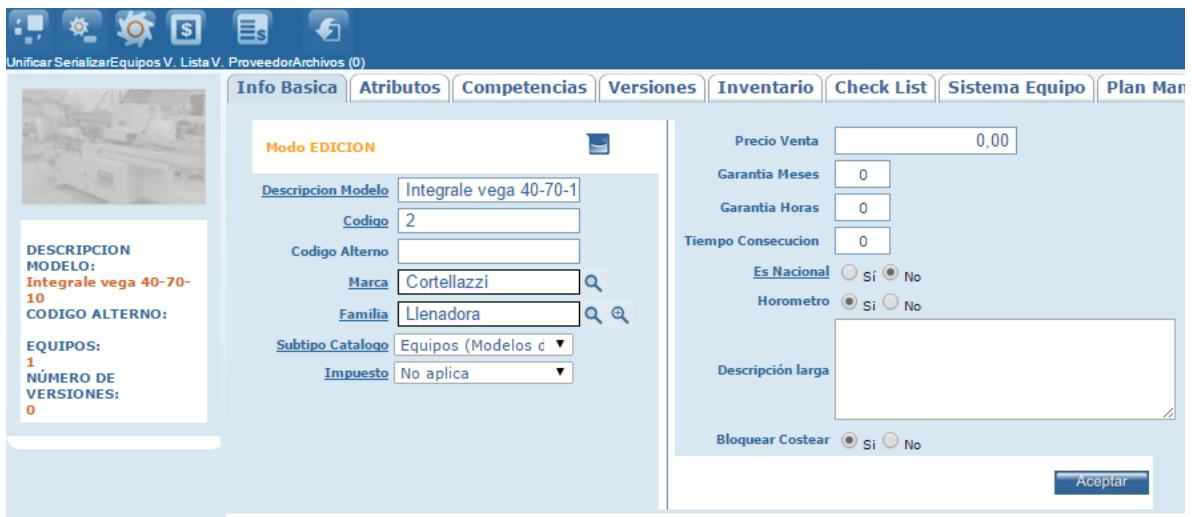 Unificar Serializar Equipos V. Lista V. Proveedor Archivos (0)
Info Basica Atributos Competencias Versiones Inventario Check List Sistema Equipo Plan Man
Modo EDICION
Descripcion Modelo Integrale vega 40-70-1
Codigo 2
Codigo Alterno
Marca Cortellazzi
Familia Llenadora
Subtipo Catalogo Equipos (Modelos d
Impuesto No aplica
Precio Venta 0,00
Garantia Meses 0
Garantia Horas 0
Tiempo Consecucion 0
Es Nacional Sí No
Horometro Si No
Descripción larga
Bloquear Costear Si No
Aceptar
DESCRIPCION
MODELO:
Integrale vega 40-70-
10
CODIGO ALTERNO:
EQUIPOS:
1
NÚMERO DE
VERSIONES:
0